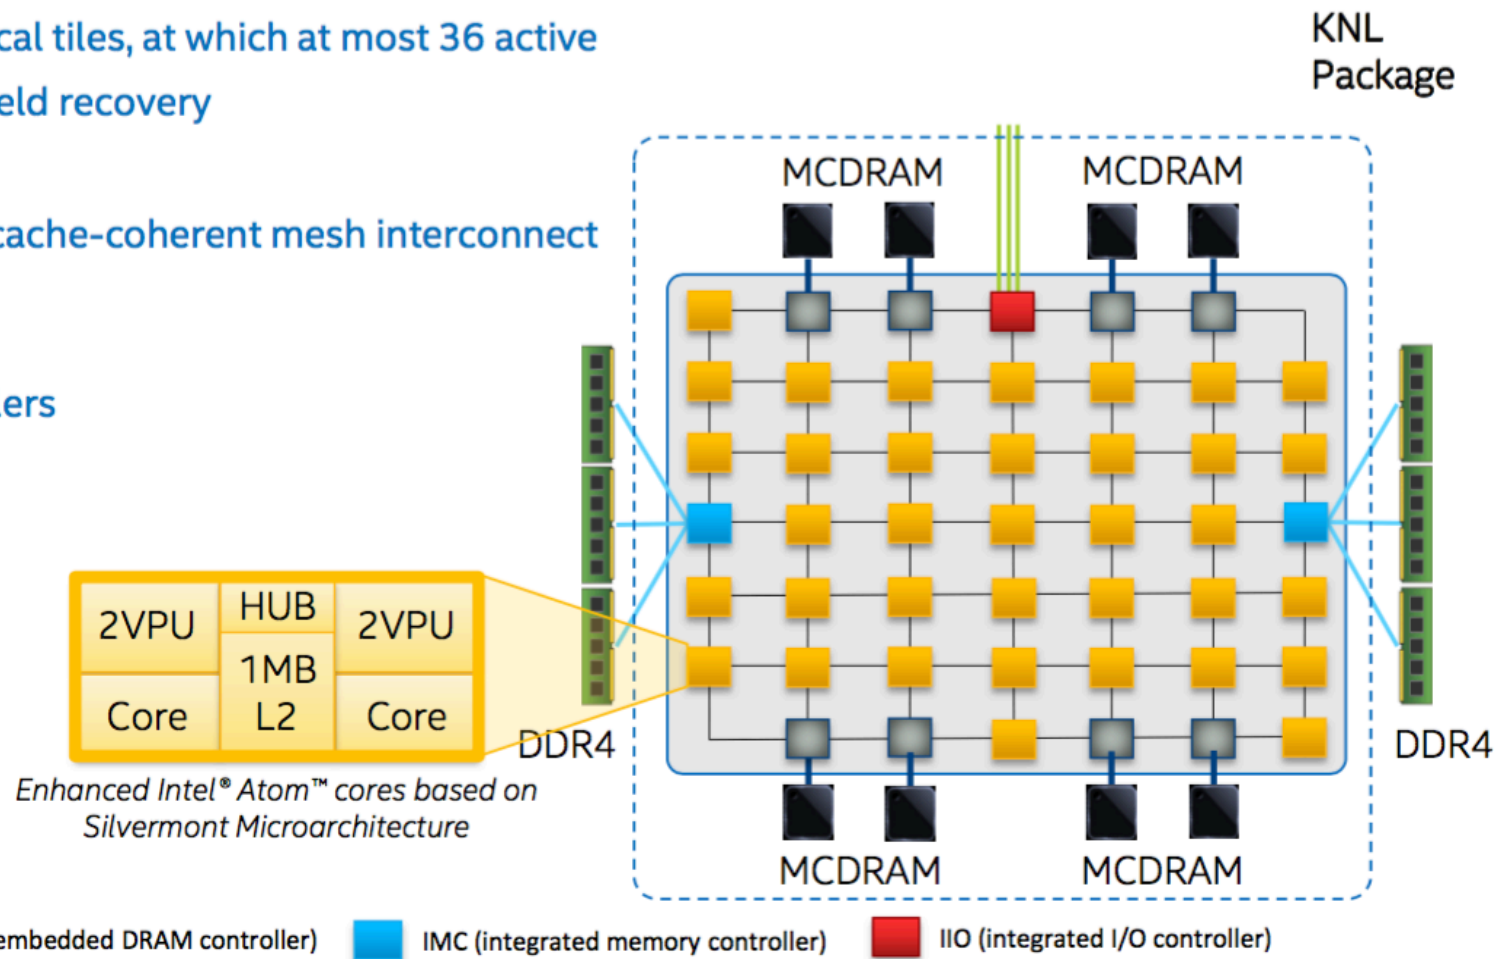 cal tiles, at which at most 36 active
eld recovery
cache-coherent mesh interconnect
ers
KNL
Package
MCDRAM
MCDRAM
2VPU
HUB
2VPU
1MB
L2
Core
Core
DDR4
DDR4
Enhanced Intel® Atom™ cores based on
Silvermont Microarchitecture
MCDRAM
MCDRAM
embedded DRAM controller)
IMC (integrated memory controller)
IIO (integrated I/O controller)